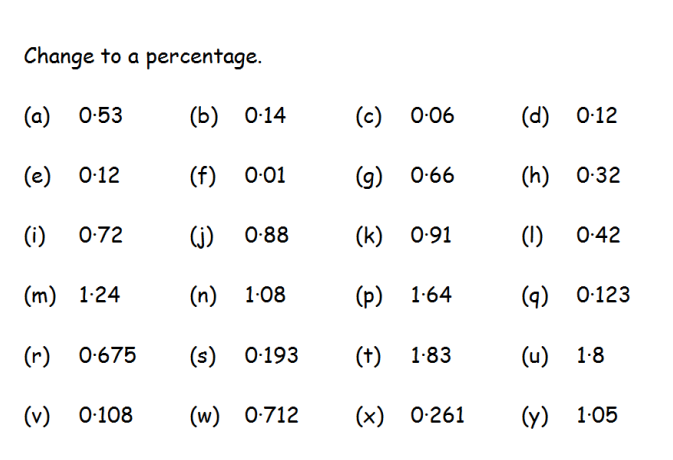 Change to a percentage.
(a) 0·53 (b) 0·14 (c) 0·06 (d) 0·12
(e) 0·12 (f) 0·01 (g) 0·66 (h) 0·32
(i) 0·72 (j) 0·88 (k) 0·91 (l) 0·42
(m) 1·24 (n) 1·08 (p) 1·64 (q) 0·123
(r) 0·675 (s) 0·193 (t) 1·83 (u) 1·8
(v) 0·108 (w) 0·712 (x) 0·261 (y) 1·05